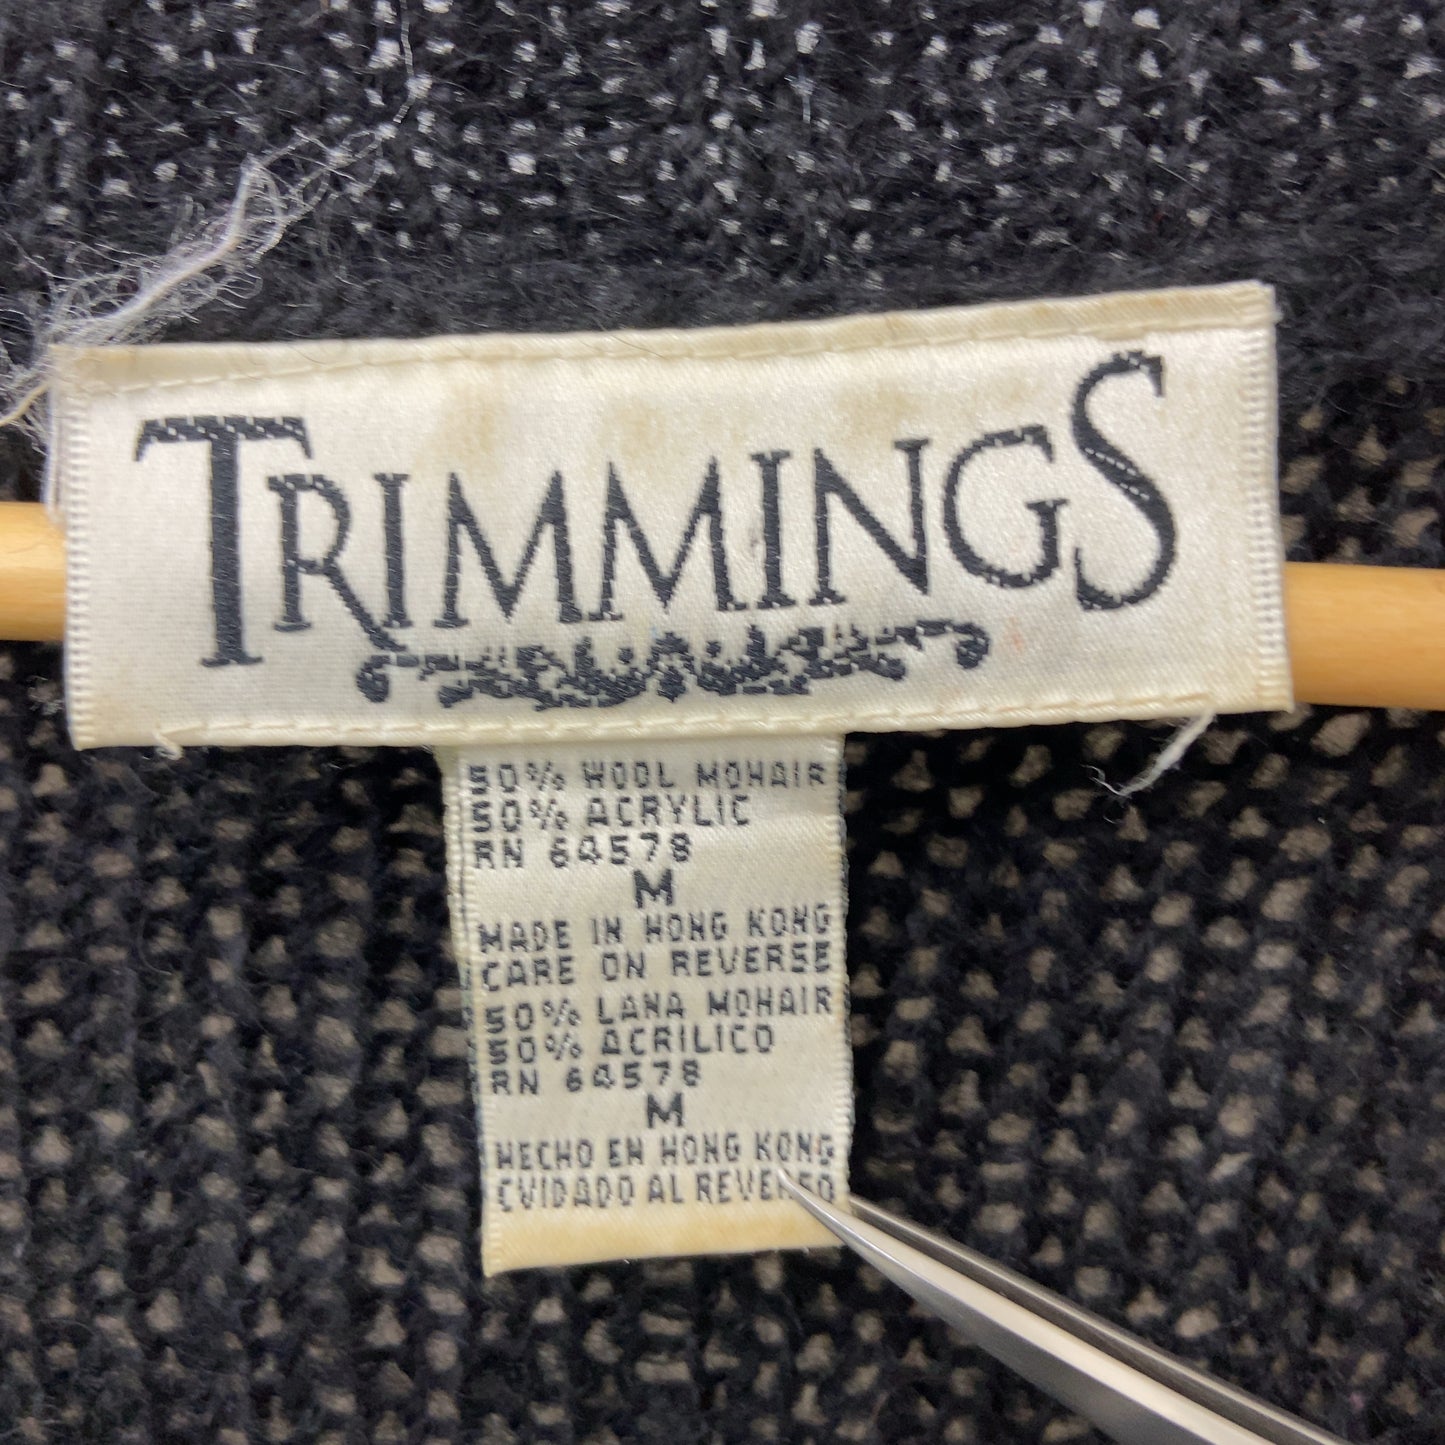 TRIMMINGS
50% WOOL MOHAIR
50% ACRYLIC
RN 64578
M
MADE IN HONG KONG
CARE ON REVERSE
50% LANA MOHAIR
50% ACRILICO
RN 64578
M
HECHO EN HONG KONG
CVIDADO AL REVERSO